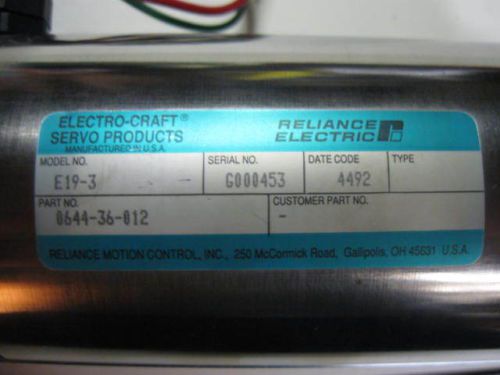 ELECTRO-CRAFT®
SERVO PRODUCTS
MANUFACTURED IN U.S.A.
RELIANCE
ELECTRIC
MODEL NO. SERIAL NO. DATE CODE TYPE
E19-3 - G000453 4492
PART NO. CUSTOMER PART NO.
0644-36-012 -
RELIANCE MOTION CONTROL, INC., 250 McCormick Road, Gallipolis, OH 45631 U.S.A.